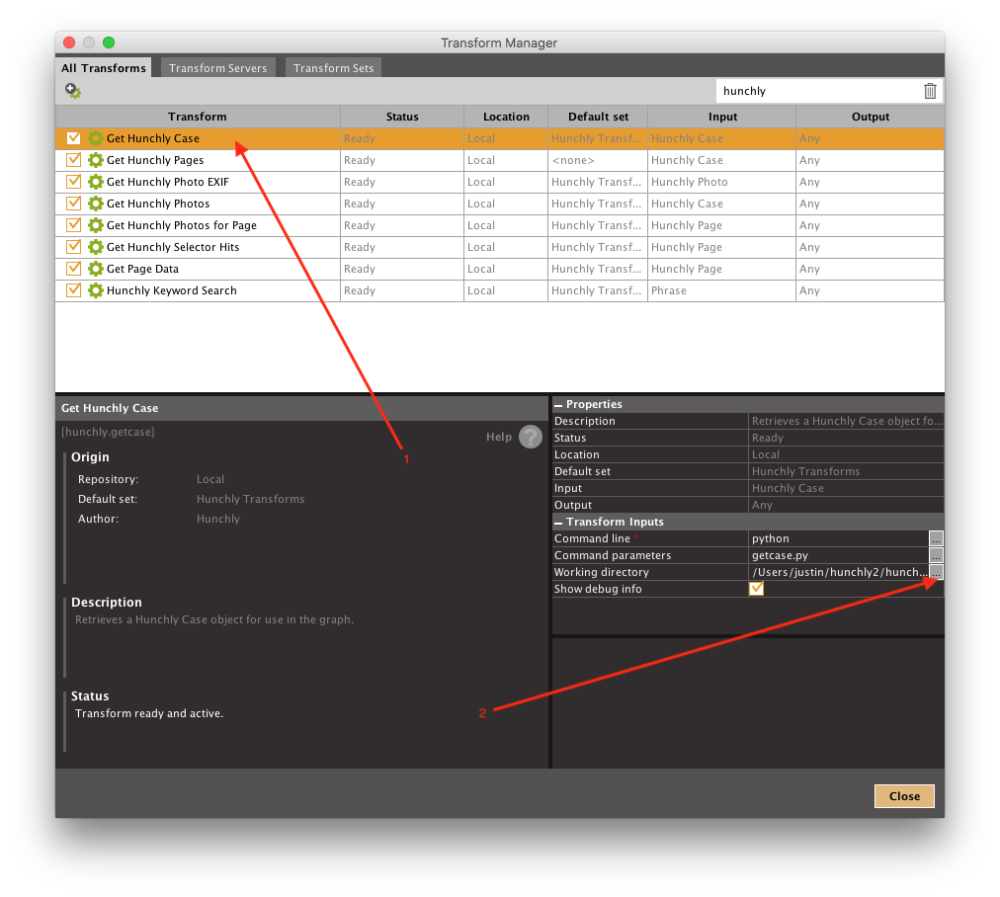 Transform Manager
All Transforms Transform Servers Transform Sets
hunchly
Transform Status Location Default set Input Output
Get Hunchly Case Ready Local Hunchly Transf... Hunchly Case Any
Get Hunchly Pages Ready Local <none> Hunchly Case Any
Get Hunchly Photo EXIF Ready Local Hunchly Transf... Hunchly Photo Any
Get Hunchly Photos Ready Local Hunchly Transf... Hunchly Case Any
Get Hunchly Photos for Page Ready Local Hunchly Transf... Hunchly Page Any
Get Hunchly Selector Hits Ready Local Hunchly Transf... Hunchly Page Any
Get Page Data Ready Local Hunchly Transf... Hunchly Page Any
Hunchly Keyword Search Ready Local Hunchly Transf... Phrase Any
1
Get Hunchly Case
[hunchly.getcase]
Help ?
Origin
Repository: Local
Default set: Hunchly Transforms
Author: Hunchly
Description
Retrieves a Hunchly Case object for use in the graph.
Status
Transform ready and active.
Properties
Description Retrieves a Hunchly Case object fo...
Status Ready
Location Local
Default set Hunchly Transforms
Input Hunchly Case
Output Any
Transform Inputs
Command line * python ...
Command parameters getcase.py ...
Working directory /Users/justin/hunchly2/hunch... ...
Show debug info
2
Close